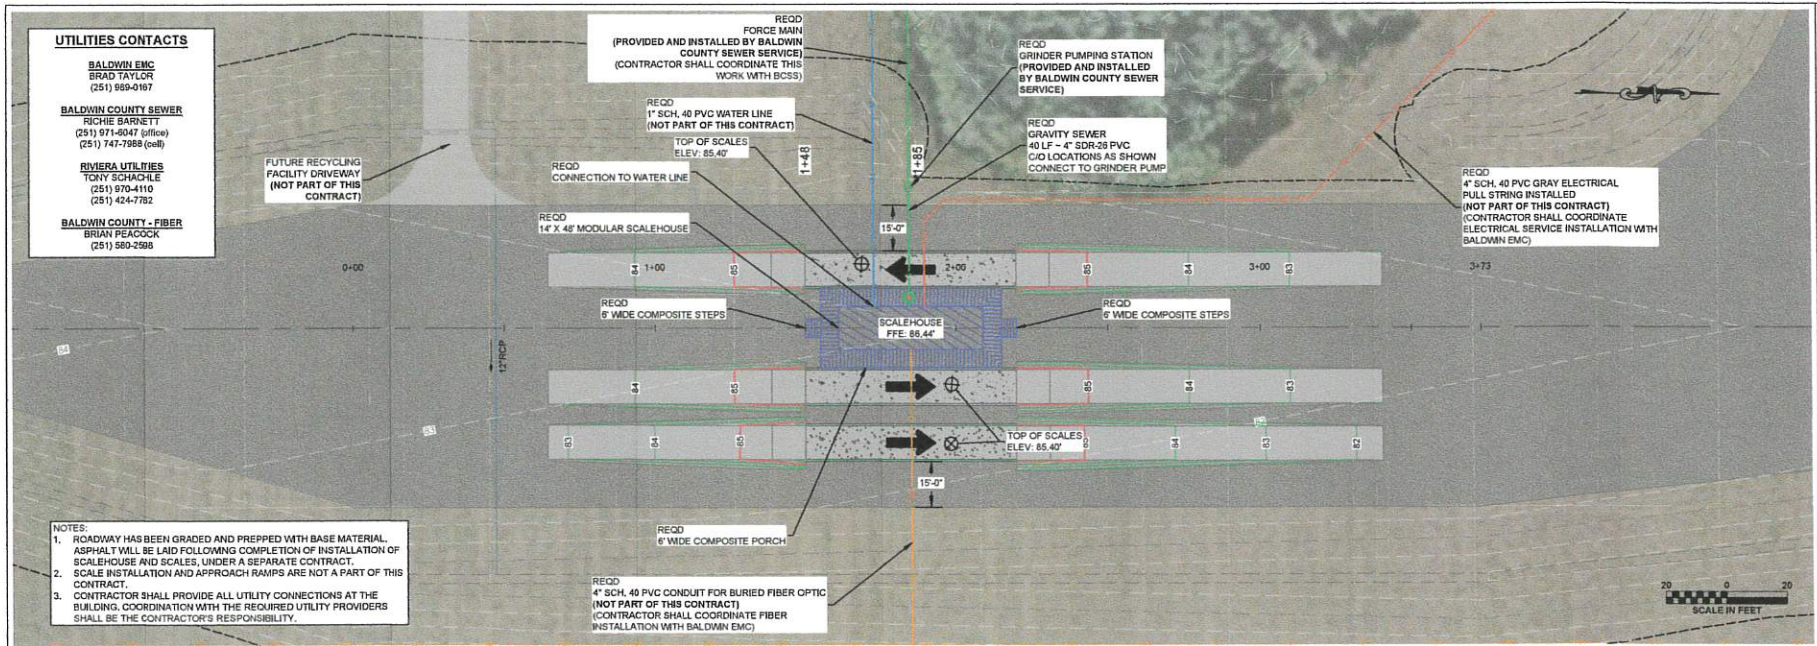 UTILITIES CONTACTS
BALDWIN EMC
BRAD TAYLOR
(251) 989-0167
BALDWIN COUNTY SEWER
RICHIE BARNETT
(251) 971-6047 (office)
(251) 747-7988 (cell)
RIVIERA UTILITIES
TONY SCHACHLE
(251) 970-4110
(251) 424-7782
BALDWIN COUNTY - FIBER
BRIAN PEACOCK
(251) 580-2598
FUTURE RECYCLING
FACILITY DRIVEWAY
(NOT PART OF THIS
CONTRACT)
REQD
FORCE MAIN
(PROVIDED AND INSTALLED BY BALDWIN
COUNTY SEWER SERVICE)
(CONTRACTOR SHALL COORDINATE THIS
WORK WITH BCSS)
REQD
1" SCH. 40 PVC WATER LINE
(NOT PART OF THIS CONTRACT)
TOP OF SCALES
ELEV: 85.40'
REQD
CONNECTION TO WATER LINE
REQD
14' X 48' MODULAR SCALEHOUSE
1+48
1+85
REQD
GRINDER PUMPING STATION
(PROVIDED AND INSTALLED
BY BALDWIN COUNTY SEWER
SERVICE)
REQD
GRAVITY SEWER
40 LF ~ 4" SDR-26 PVC
C/O LOCATIONS AS SHOWN
CONNECT TO GRINDER PUMP
REQD
4" SCH. 40 PVC GRAY ELECTRICAL
PULL STRING INSTALLED
(NOT PART OF THIS CONTRACT)
(CONTRACTOR SHALL COORDINATE
ELECTRICAL SERVICE INSTALLATION WITH
BALDWIN EMC)
15'-0"
0+00
84
1+00
85
2+00
85
84
3+00
83
3+73
REQD
6' WIDE COMPOSITE STEPS
SCALEHOUSE
FFE: 86.44'
REQD
6' WIDE COMPOSITE STEPS
84
12"RCP
84
85
85
84
83
83
83
84
85
TOP OF SCALES
ELEV: 85.40'
85
84
83
82
15'-0"
REQD
6' WIDE COMPOSITE PORCH
NOTES:
1. ROADWAY HAS BEEN GRADED AND PREPPED WITH BASE MATERIAL.
ASPHALT WILL BE LAID FOLLOWING COMPLETION OF INSTALLATION OF
SCALEHOUSE AND SCALES, UNDER A SEPARATE CONTRACT.
2. SCALE INSTALLATION AND APPROACH RAMPS ARE NOT A PART OF THIS
CONTRACT.
3. CONTRACTOR SHALL PROVIDE ALL UTILITY CONNECTIONS AT THE
BUILDING. COORDINATION WITH THE REQUIRED UTILITY PROVIDERS
SHALL BE THE CONTRACTOR'S RESPONSIBILITY.
REQD
4" SCH. 40 PVC CONDUIT FOR BURIED FIBER OPTIC
(NOT PART OF THIS CONTRACT)
(CONTRACTOR SHALL COORDINATE FIBER
INSTALLATION WITH BALDWIN EMC)
20 0 20
SCALE IN FEET